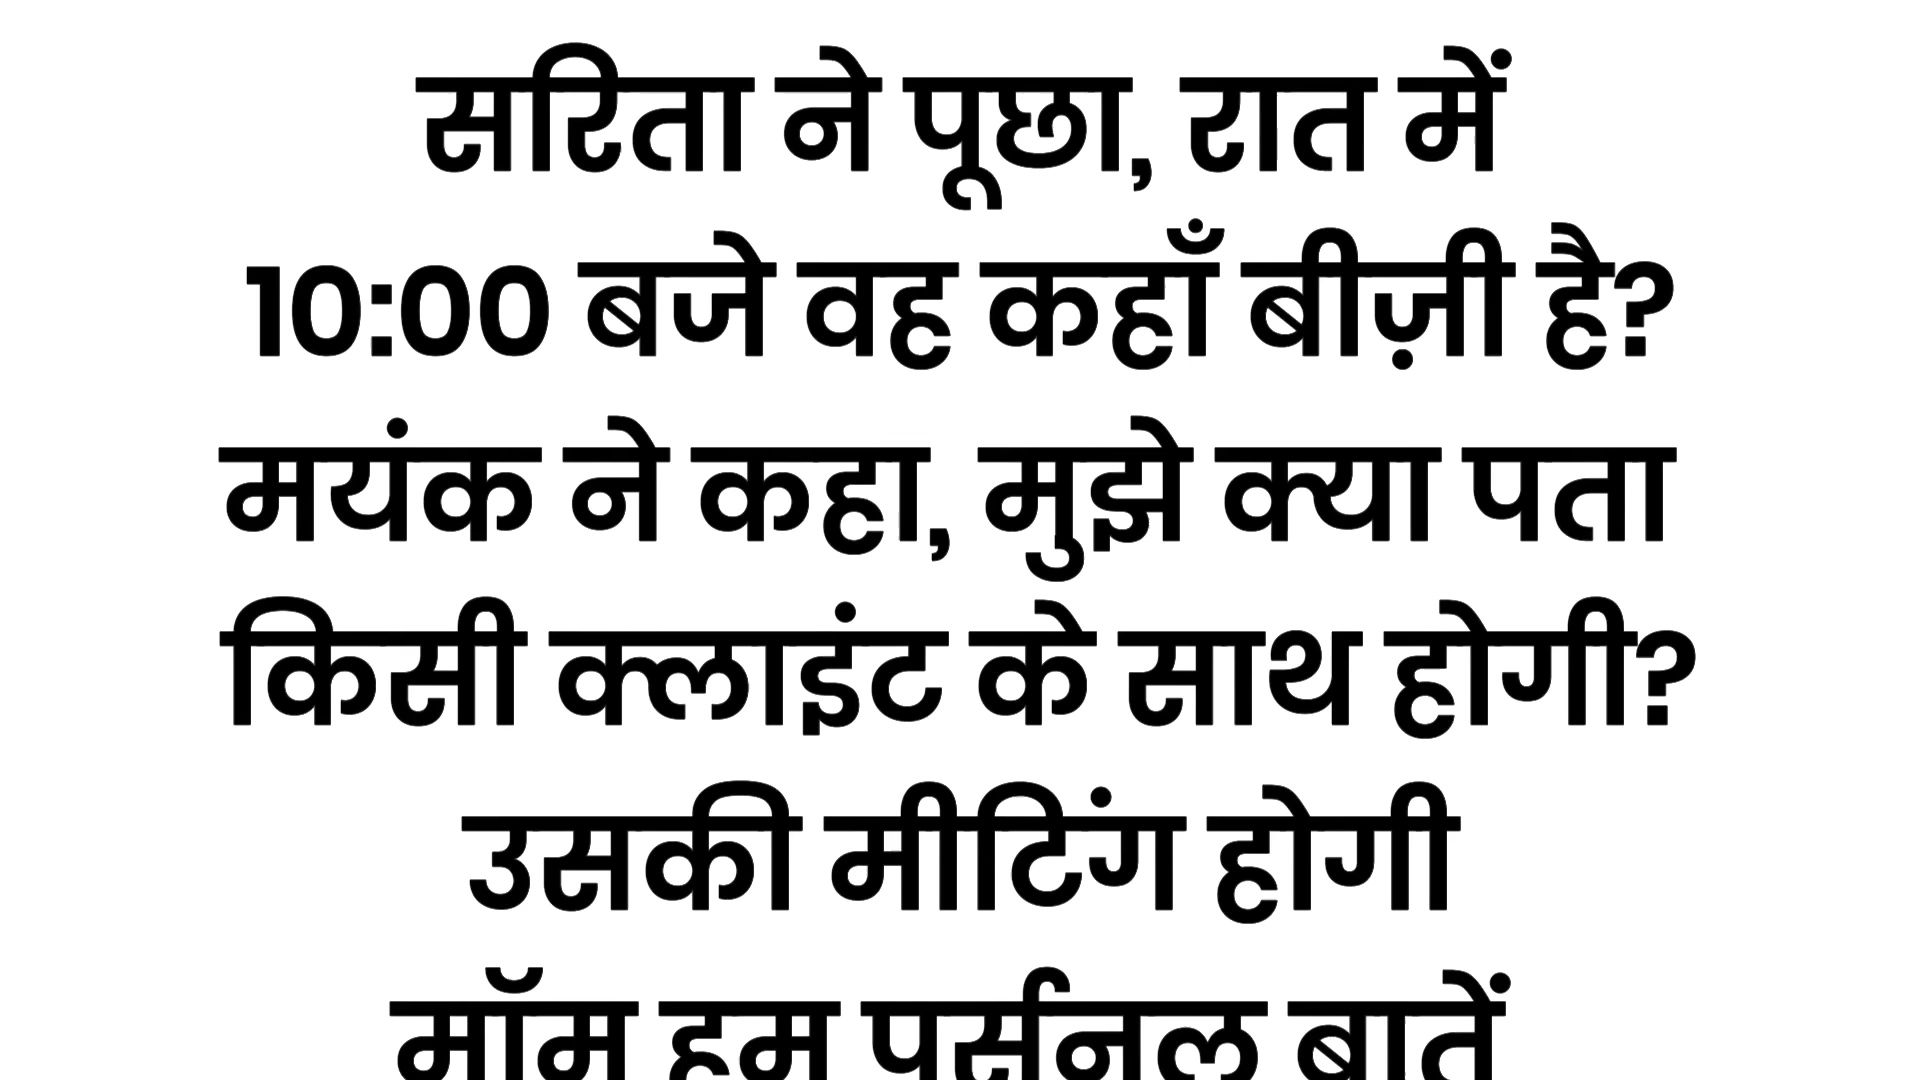 सरिता ने पूछा, रात में
10:00 बजे वह कहाँ बीज़ी है?
मयंक ने कहा, मुझे क्या पता
किसी क्लाइंट के साथ होगी?
उसकी मीटिंग होगी
मॉम हम पर्सनल बातें